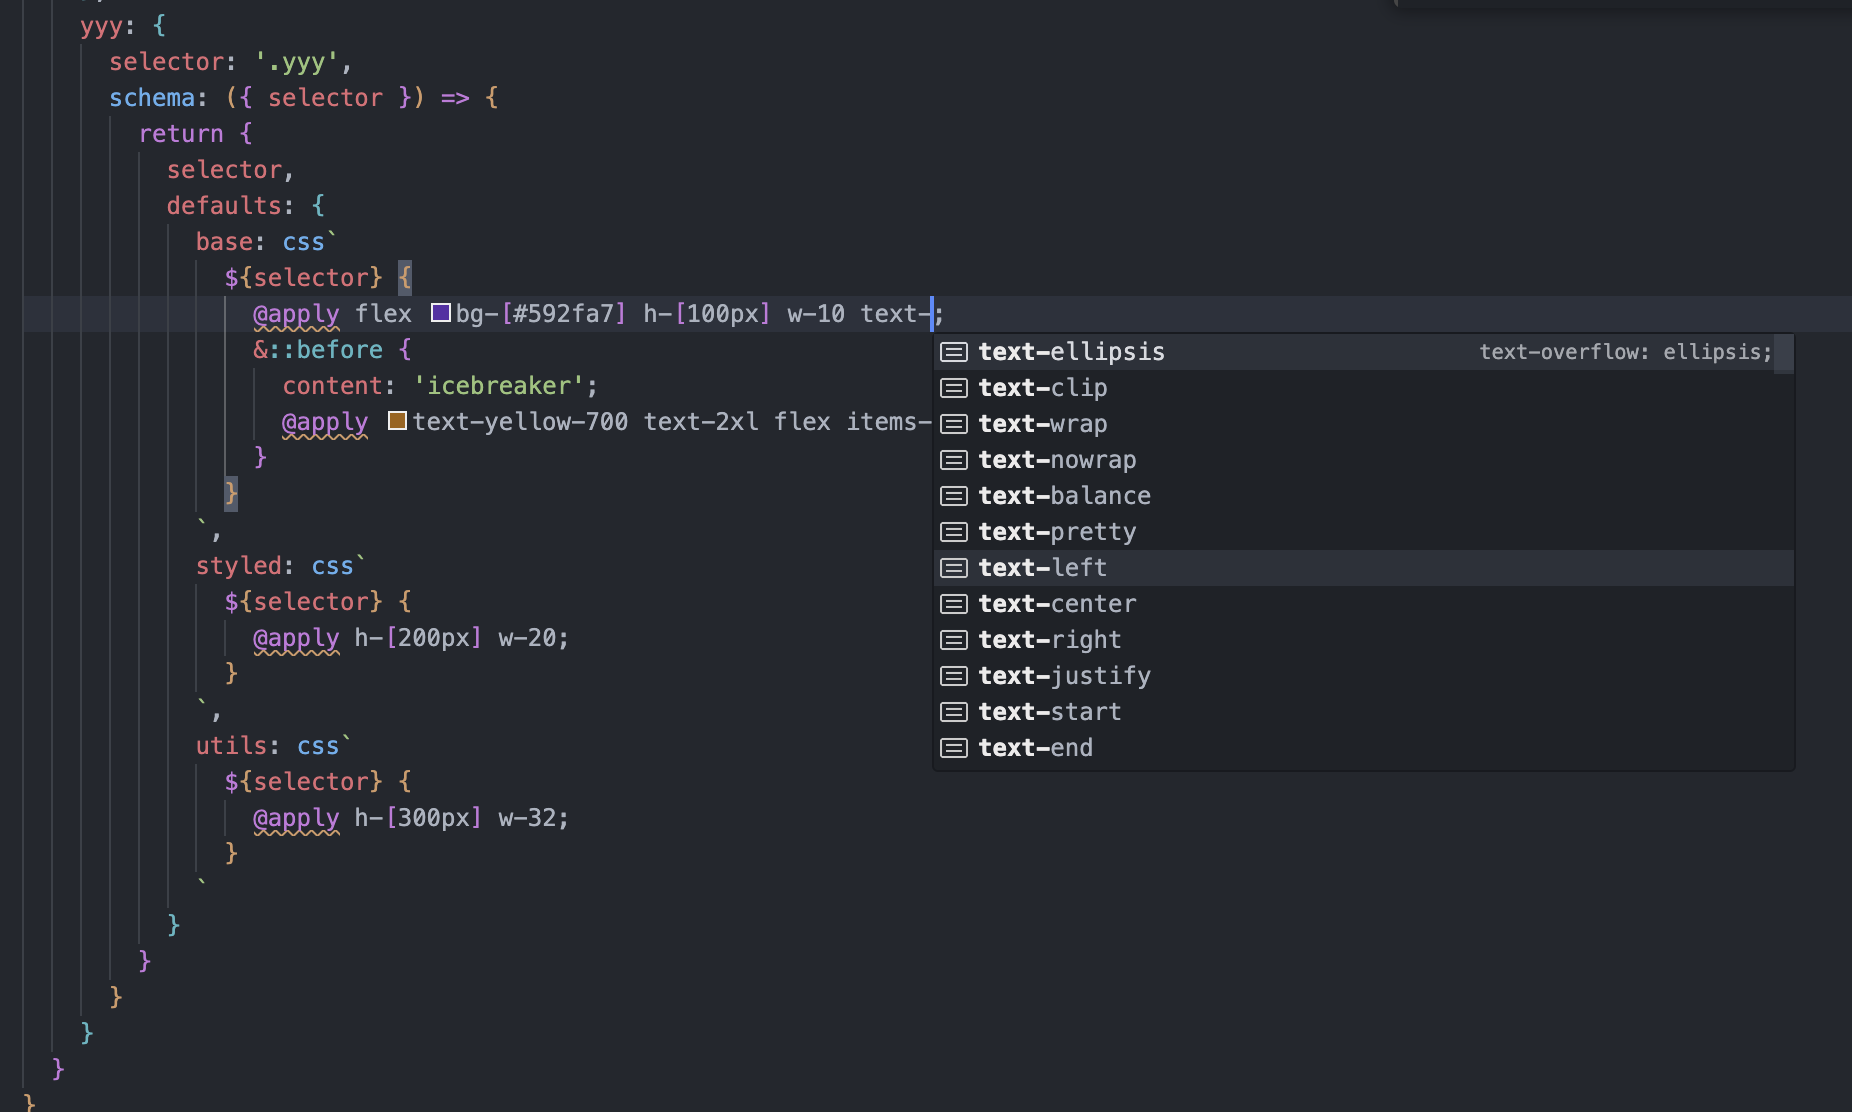 yyy: {
selector: '.yyy',
schema: ({ selector }) => {
return {
selector,
defaults: {
base: css`
${selector} {
@apply flex bg-[#592fa7] h-[100px] w-10 text-;
&::before {
content: 'icebreaker';
@apply text-yellow-700 text-2xl flex items-
}
}
`,
styled: css`
${selector} {
@apply h-[200px] w-20;
}
`,
utils: css`
${selector} {
@apply h-[300px] w-32;
}
`
}
}
}
}
}
}
text-ellipsis text-overflow: ellipsis;
text-clip
text-wrap
text-nowrap
text-balance
text-pretty
text-left
text-center
text-right
text-justify
text-start
text-end